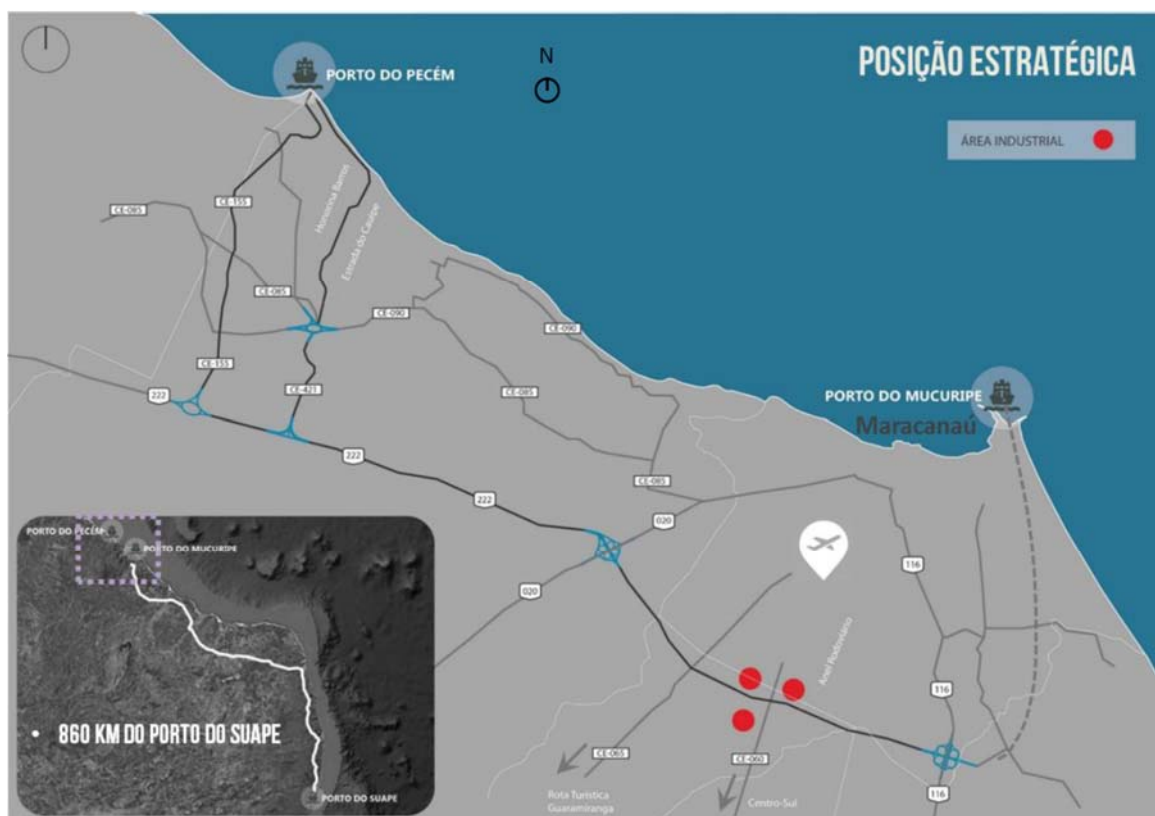 N
POSIÇÃO ESTRATÉGICA
PORTO DO PECÉM
ÁREA INDUSTRIAL
CE-155
CE-085
Honorina Barros
Estrada do Cauípe
CE-085
CE-090
CE-090
CE-155
CE-421
CE-085
222
PORTO DO MUCURIPE
Maracanaú
222
CE-085
222
020
020
116
Anel Rodoviário
116
116
CE-065
CE-060
Rota Turística
Guaramiranga
Centro-Sul
PORTO DO PECÉM
PORTO DO MUCURIPE
• 860 KM DO PORTO DO SUAPE
PORTO DO SUAPE